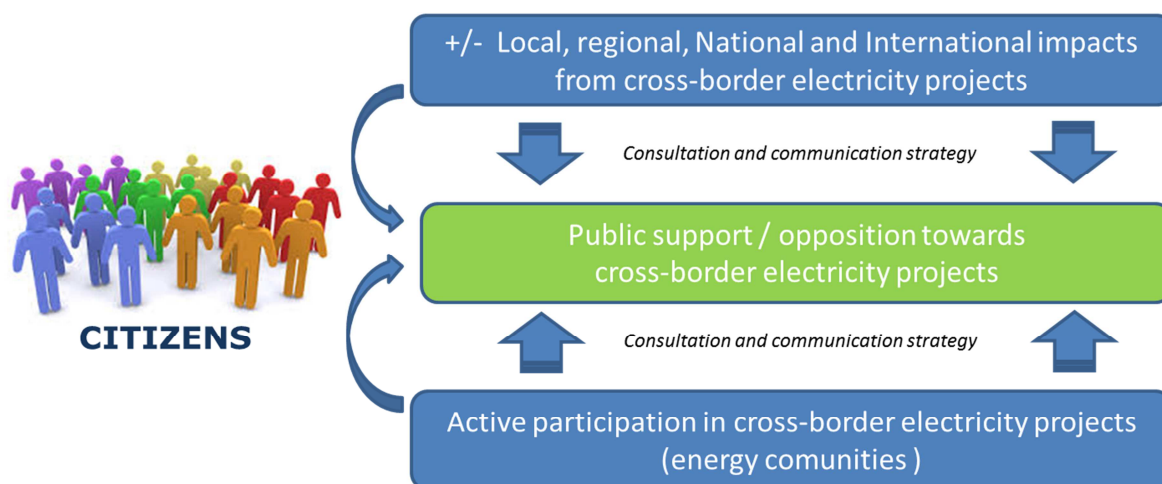 +/- Local, regional, National and International impacts
from cross-border electricity projects
Consultation and communication strategy
Public support / opposition towards
cross-border electricity projects
CITIZENS
Consultation and communication strategy
Active participation in cross-border electricity projects
(energy comunities )